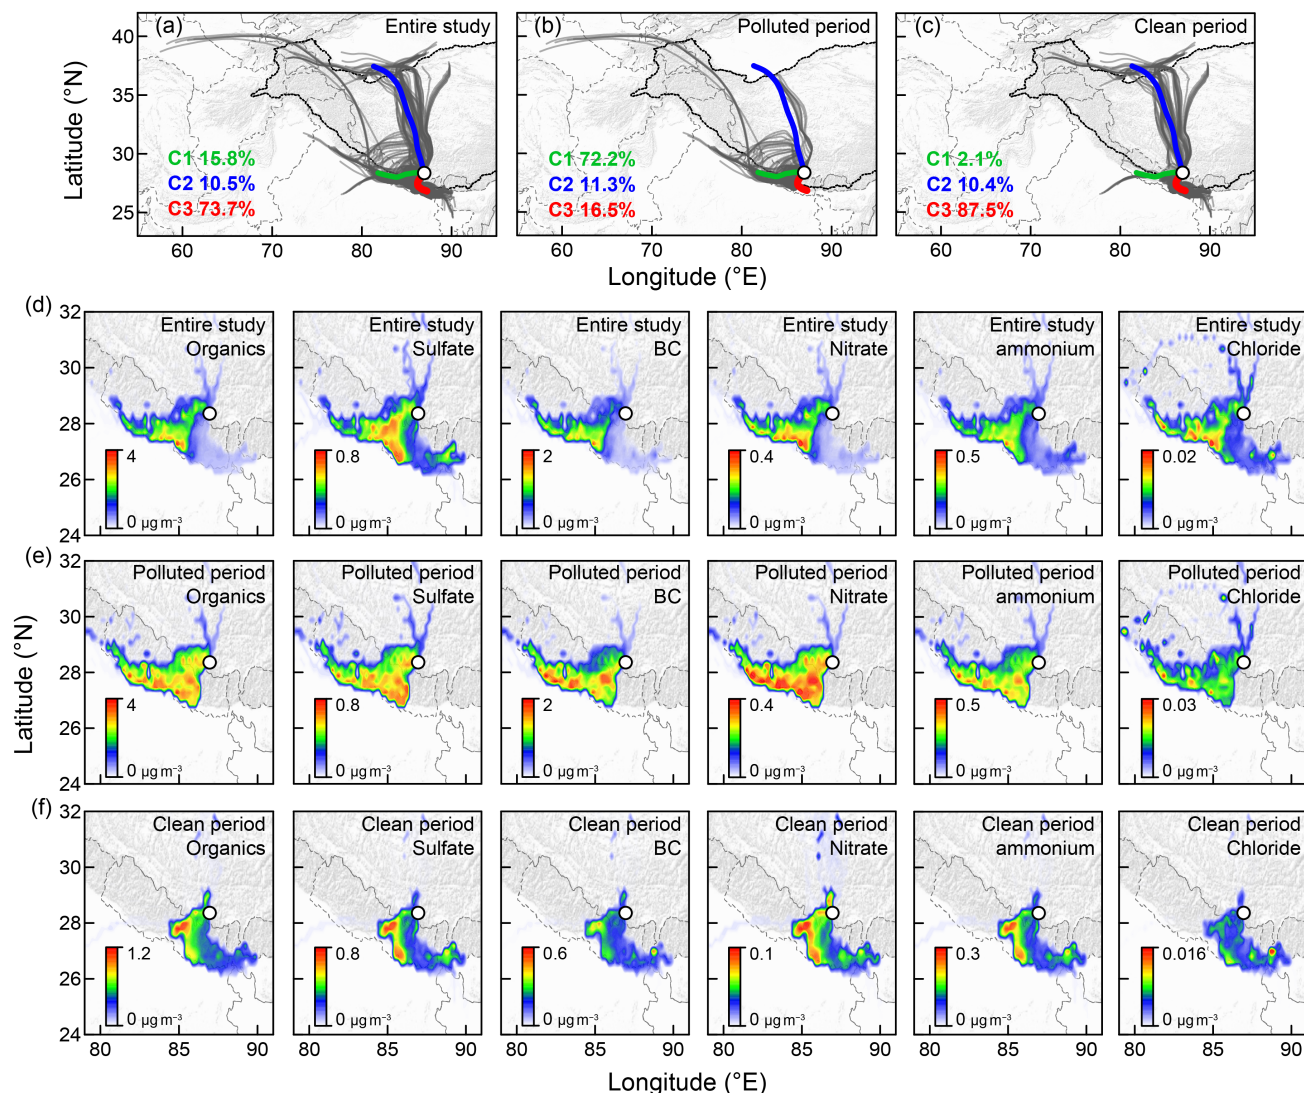 (a) Entire study
(b) Polluted period
(c) Clean period
40
35
30
25
Latitude (°N)
C1 15.8%
C2 10.5%
C3 73.7%
C1 72.2%
C2 11.3%
C3 16.5%
C1 2.1%
C2 10.4%
C3 87.5%
60 70 80 90 60 70 80 90 60 70 80 90
Longitude (°E)
(d)
32
30
28
26
24
Entire study
Organics
4
0 µg m⁻³
Entire study
Sulfate
0.8
0 µg m⁻³
Entire study
BC
2
0 µg m⁻³
Entire study
Nitrate
0.4
0 µg m⁻³
Entire study
ammonium
0.5
0 µg m⁻³
Entire study
Chloride
0.02
0 µg m⁻³
(e)
32
30
28
26
24
Latitude (°N)
Polluted period
Organics
4
0 µg m⁻³
Polluted period
Sulfate
0.8
0 µg m⁻³
Polluted period
BC
2
0 µg m⁻³
Polluted period
Nitrate
0.4
0 µg m⁻³
Polluted period
ammonium
0.5
0 µg m⁻³
Polluted period
Chloride
0.03
0 µg m⁻³
(f)
32
30
28
26
24
Clean period
Organics
1.2
0 µg m⁻³
Clean period
Sulfate
0.8
0 µg m⁻³
Clean period
BC
0.6
0 µg m⁻³
Clean period
Nitrate
0.1
0 µg m⁻³
Clean period
ammonium
0.3
0 µg m⁻³
Clean period
Chloride
0.016
0 µg m⁻³
80 85 90 80 85 90 80 85 90 80 85 90 80 85 90 80 85 90
Longitude (°E)